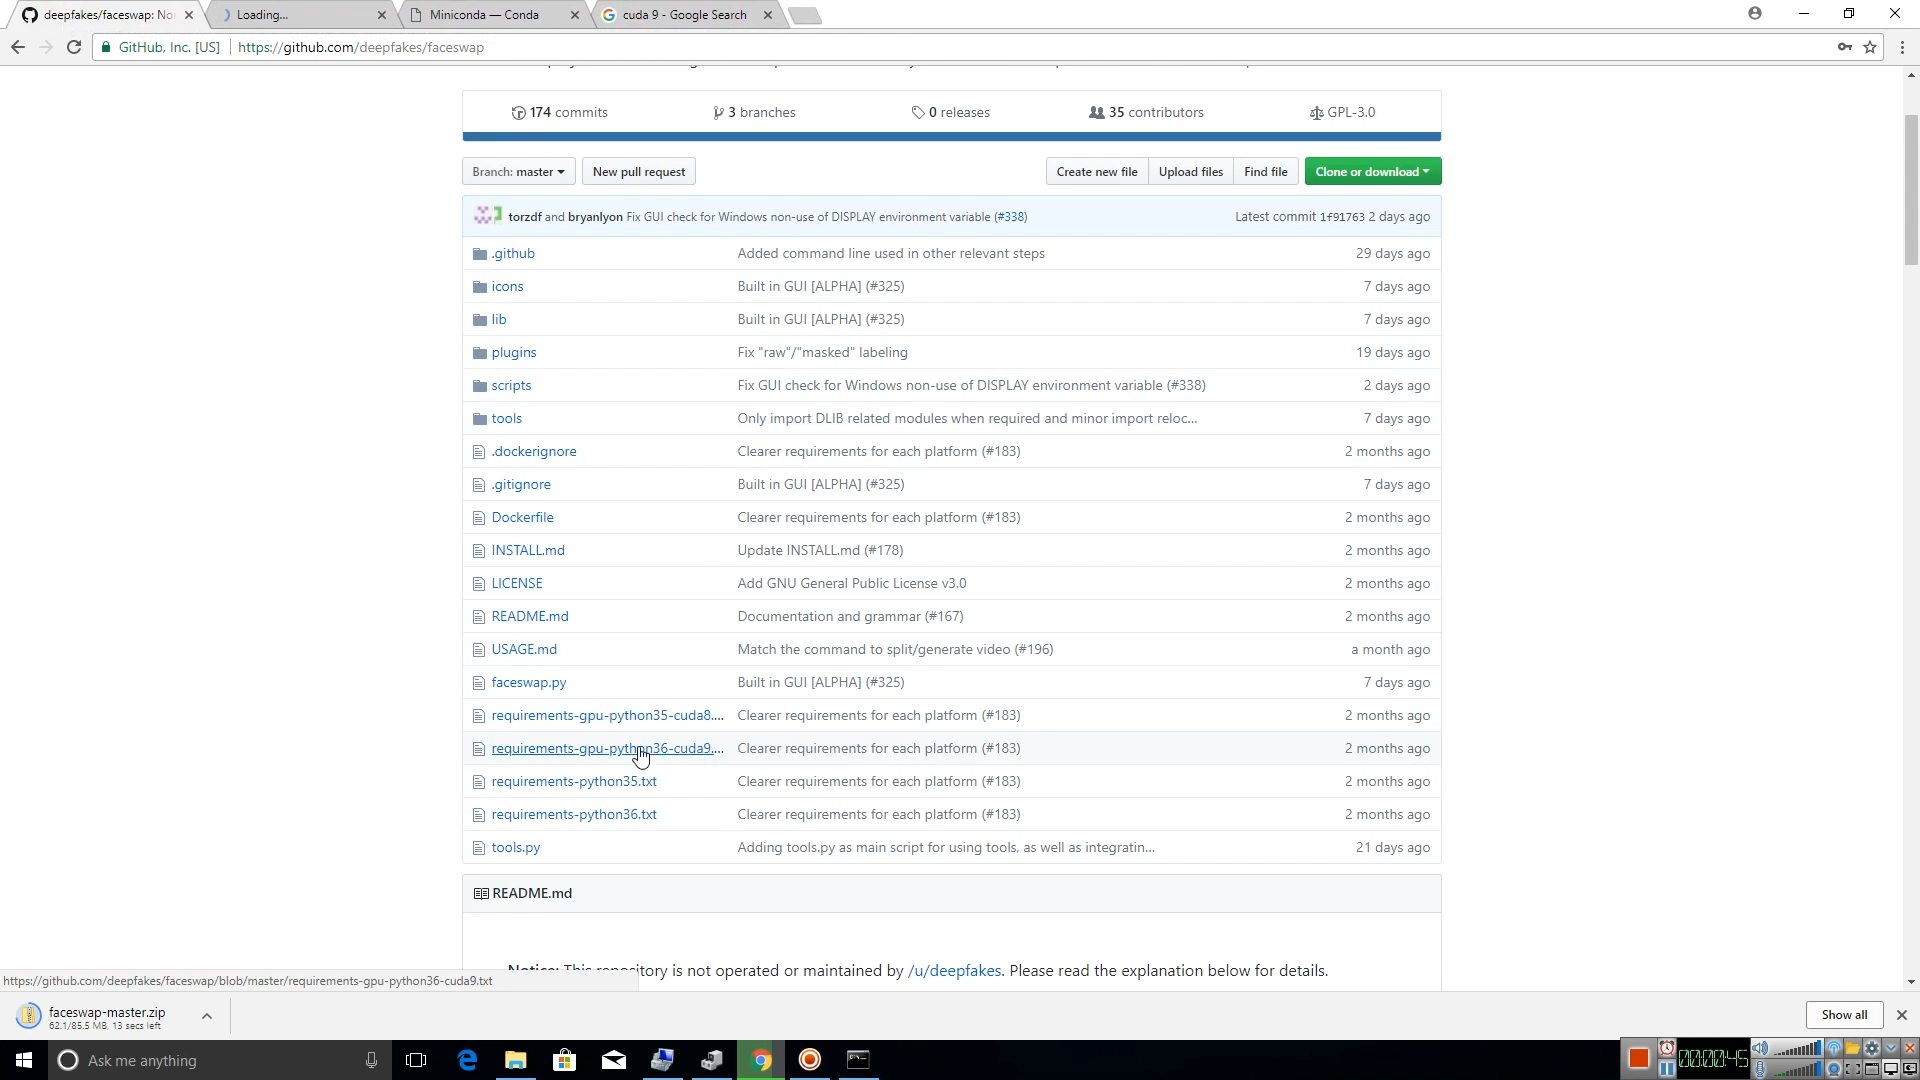 deepfakes/faceswap: No
Loading...
Miniconda — Conda
cuda 9 - Google Search
GitHub, Inc. [US]
https://github.com/deepfakes/faceswap
174 commits
3 branches
0 releases
35 contributors
GPL-3.0
Branch: master
New pull request
Create new file
Upload files
Find file
Clone or download
torzdf and bryanlyon Fix GUI check for Windows non-use of DISPLAY environment variable (#338)
Latest commit 1f91763 2 days ago
.github Added command line used in other relevant steps 29 days ago
icons Built in GUI [ALPHA] (#325) 7 days ago
lib Built in GUI [ALPHA] (#325) 7 days ago
plugins Fix "raw"/"masked" labeling 19 days ago
scripts Fix GUI check for Windows non-use of DISPLAY environment variable (#338) 2 days ago
tools Only import DLIB related modules when required and minor import reloc... 7 days ago
.dockerignore Clearer requirements for each platform (#183) 2 months ago
.gitignore Built in GUI [ALPHA] (#325) 7 days ago
Dockerfile Clearer requirements for each platform (#183) 2 months ago
INSTALL.md Update INSTALL.md (#178) 2 months ago
LICENSE Add GNU General Public License v3.0 2 months ago
README.md Documentation and grammar (#167) 2 months ago
USAGE.md Match the command to split/generate video (#196) a month ago
faceswap.py Built in GUI [ALPHA] (#325) 7 days ago
requirements-gpu-python35-cuda8.... Clearer requirements for each platform (#183) 2 months ago
requirements-gpu-python36-cuda9.... Clearer requirements for each platform (#183) 2 months ago
requirements-python35.txt Clearer requirements for each platform (#183) 2 months ago
requirements-python36.txt Clearer requirements for each platform (#183) 2 months ago
tools.py Adding tools.py as main script for using tools, as well as integratin... 21 days ago
README.md
Notice: This repository is not operated or maintained by /u/deepfakes. Please read the explanation below for details.
https://github.com/deepfakes/faceswap/blob/master/requirements-gpu-python36-cuda9.txt
faceswap-master.zip
62.1/85.5 MB, 13 secs left
Show all
Ask me anything
00:00:45